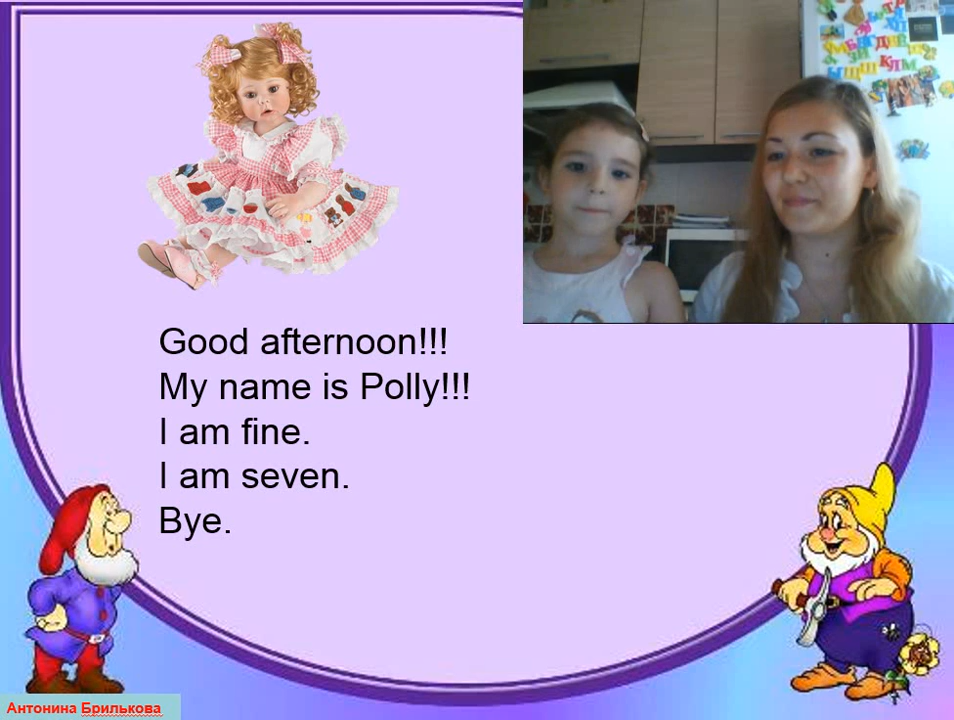 Good afternoon!!!
My name is Polly!!!
I am fine.
I am seven.
Bye.
Антонина Брилькова